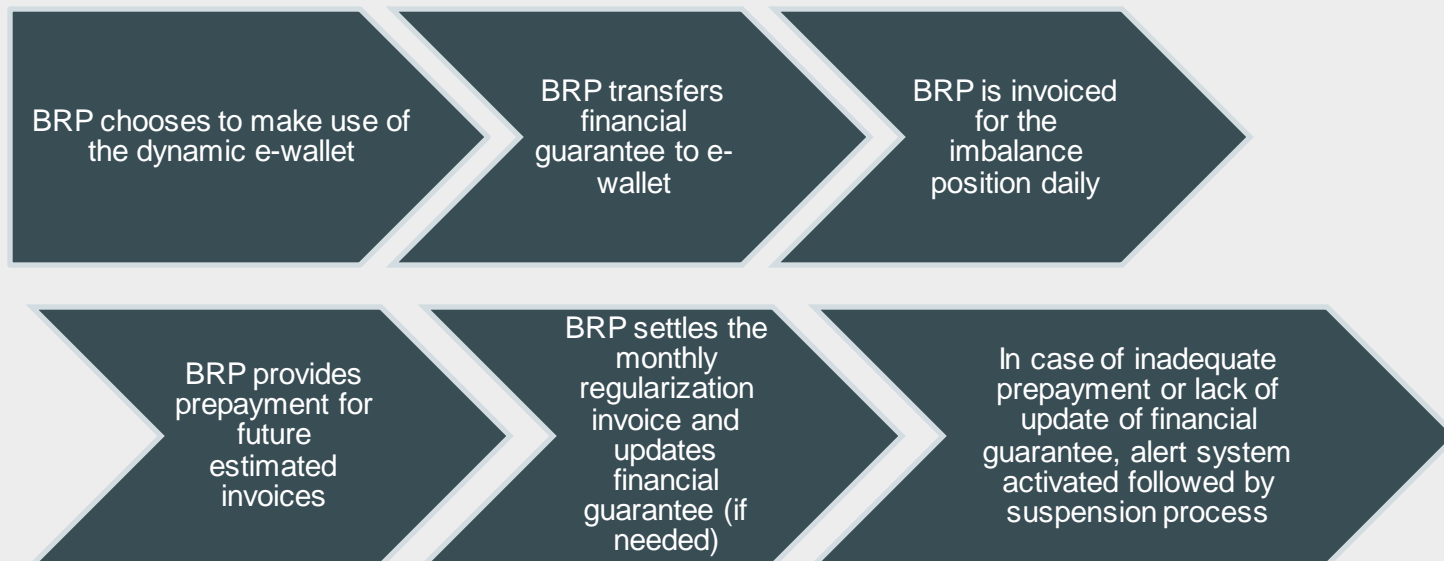 BRP chooses to make use of
the dynamic e-wallet
BRP transfers
financial
guarantee to e-
wallet
BRP is invoiced
for the
imbalance
position daily
BRP provides
prepayment for
future
estimated
invoices
BRP settles the
monthly
regularization
invoice and
updates
financial
guarantee (if
needed)
In case of inadequate
prepayment or lack of
update of financial
guarantee, alert system
activated followed by
suspension process